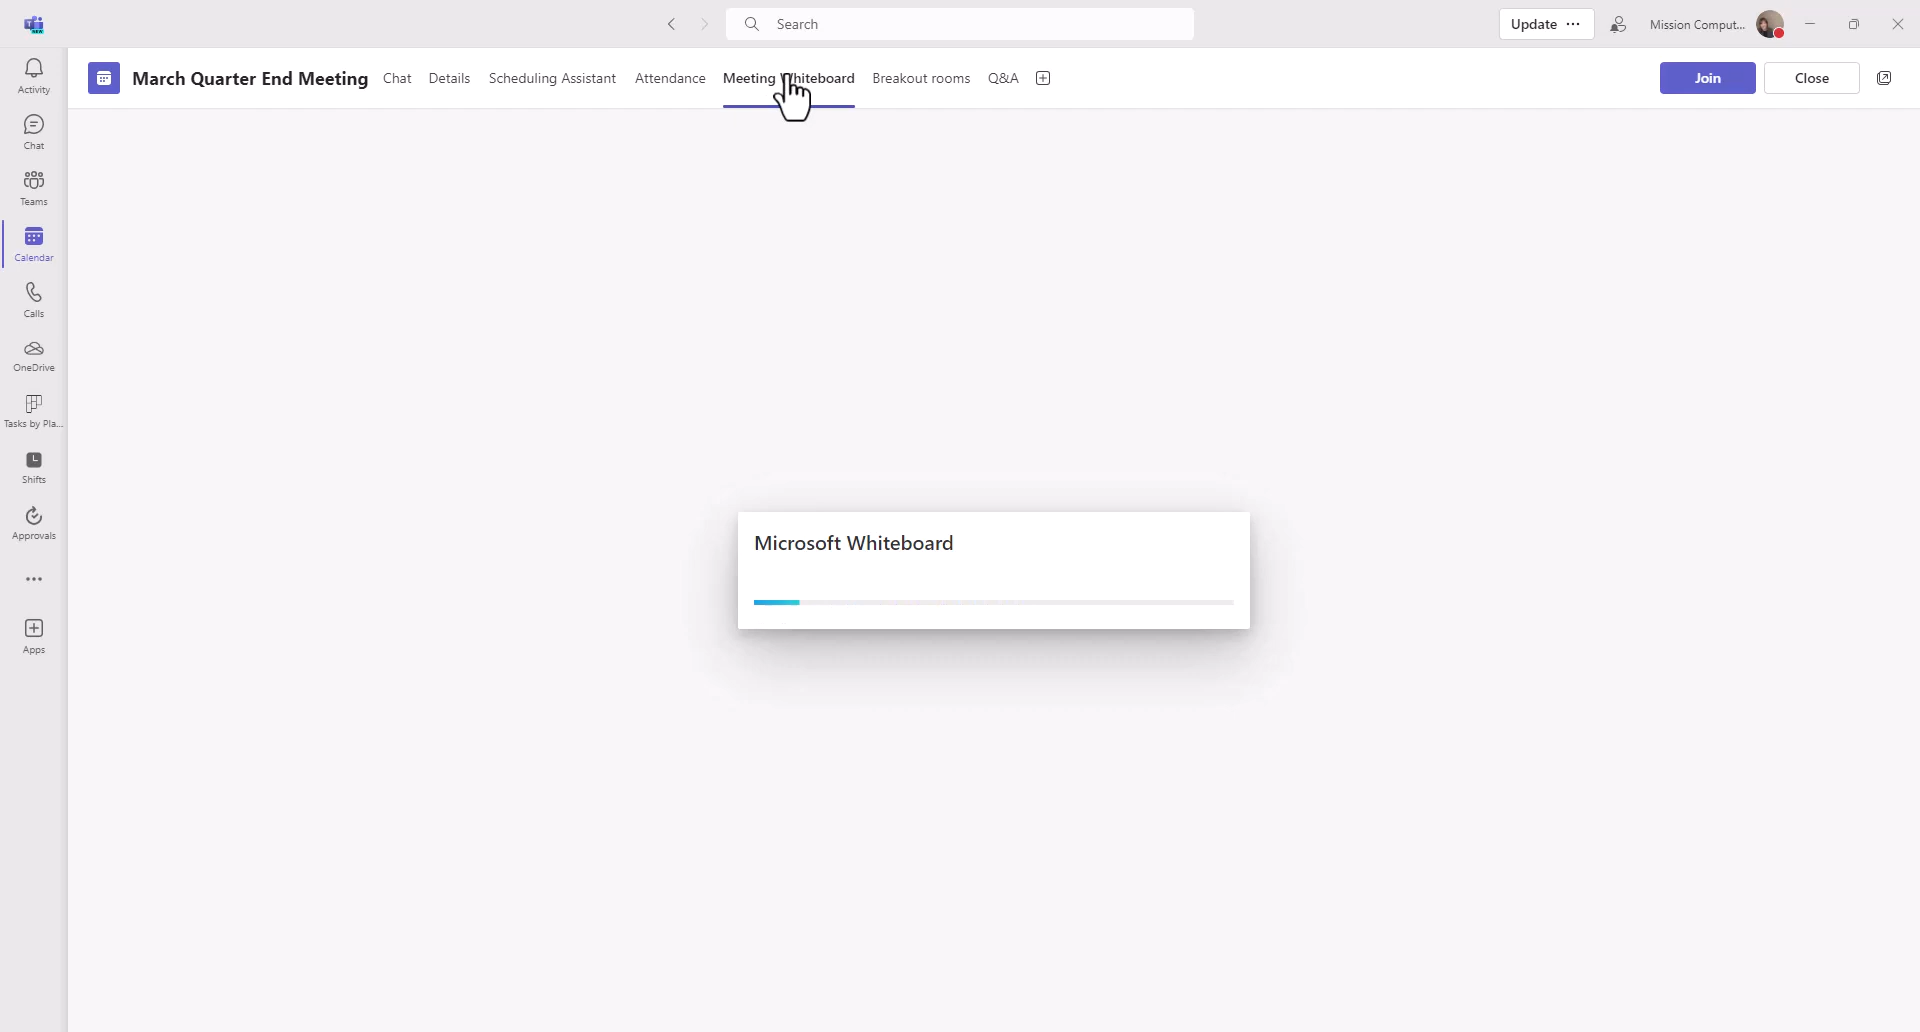 Search
Update
Mission Comput...
March Quarter End Meeting
Chat
Details
Scheduling Assistant
Attendance
Meeting Whiteboard
Breakout rooms
Q&A
Join
Close
Activity
Chat
Teams
Calendar
Calls
OneDrive
Tasks by Pla...
Shifts
Approvals
Apps
Microsoft Whiteboard